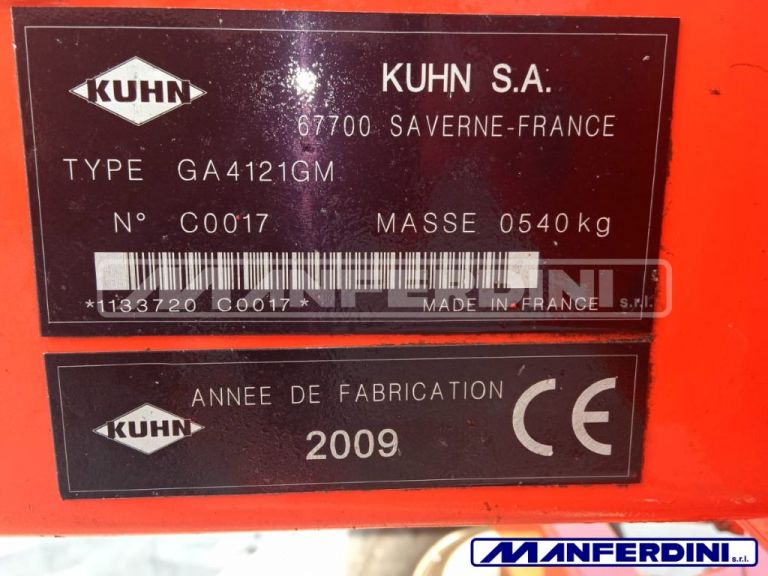 KUHN
KUHN S.A.
67700 SAVERNE-FRANCE
TYPE GA4121GM
N° C0017 MASSE 0540kg
MANFERDINI s.r.l.
*1133720 C0017* MADE IN FRANCE
KUHN
ANNEE DE FABRICATION
2009
CE
MANFERDINI s.r.l.